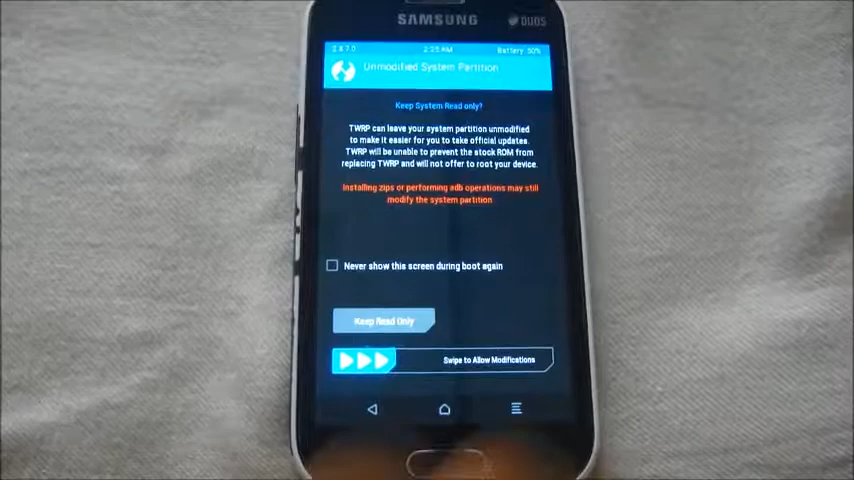 SAMSUNG DUOS
2:25 AM Battery: 50%
Unmodified System Partition
Keep System Read only?
TWRP can leave your system partition unmodified
to make it easier for you to take official updates.
TWRP will be unable to prevent the stock ROM from
replacing TWRP and will not offer to root your device.
Installing zips or performing adb operations may still
modify the system partition
Never show this screen during boot again
Keep Read Only
Swipe to Allow Modifications